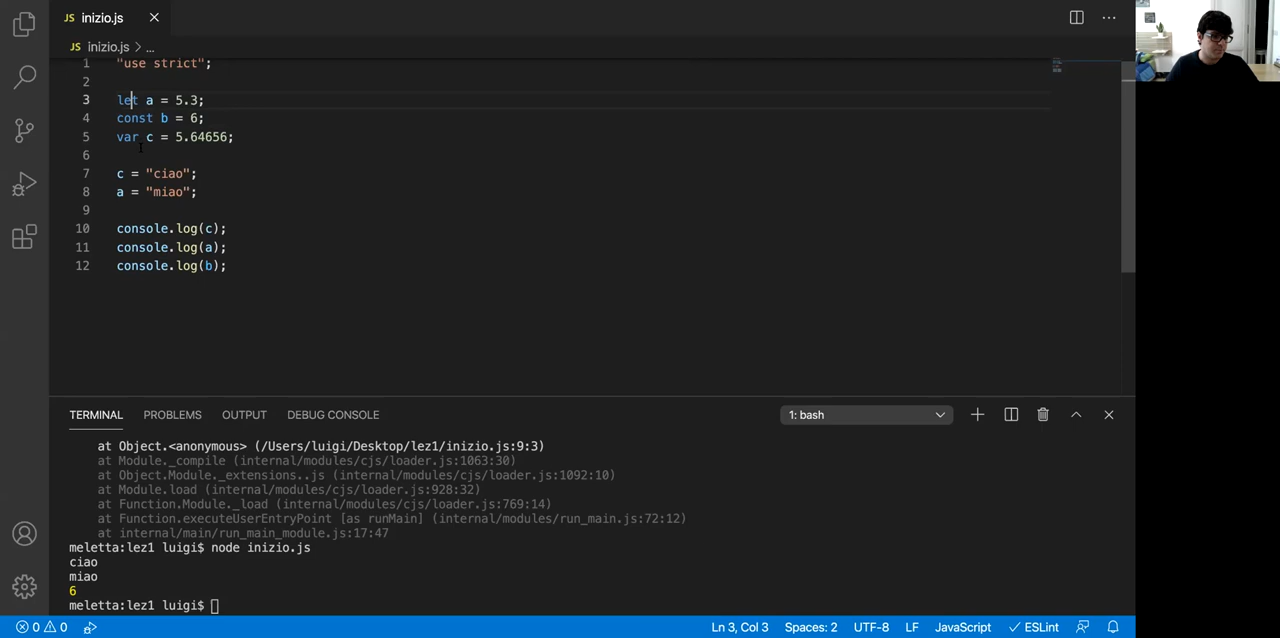 JS inizio.js
JS inizio.js > ...
1 "use strict";
2
3 let a = 5.3;
4 const b = 6;
5 var c = 5.64656;
6
7 c = "ciao";
8 a = "miao";
9
10 console.log(c);
11 console.log(a);
12 console.log(b);
TERMINAL PROBLEMS OUTPUT DEBUG CONSOLE 1: bash
at Object.<anonymous> (/Users/luigi/Desktop/lez1/inizio.js:9:3)
at Module._compile (internal/modules/cjs/loader.js:1063:30)
at Object.Module._extensions..js (internal/modules/cjs/loader.js:1092:10)
at Module.load (internal/modules/cjs/loader.js:928:32)
at Function.Module._load (internal/modules/cjs/loader.js:769:14)
at Function.executeUserEntryPoint [as runMain] (internal/modules/run_main.js:72:12)
at internal/main/run_main_module.js:17:47
meletta:lez1 luigi$ node inizio.js
ciao
miao
6
meletta:lez1 luigi$
0 0 Ln 3, Col 3 Spaces: 2 UTF-8 LF JavaScript ESLint